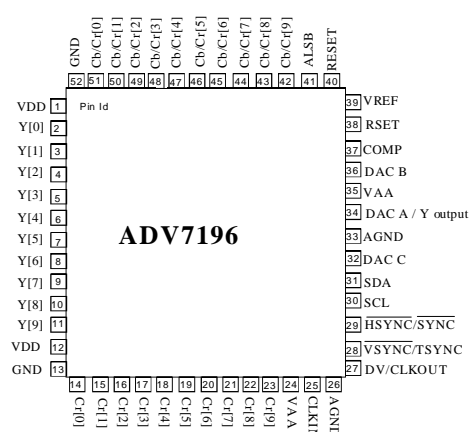 GND
Cb/Cr[0]
Cb/Cr[1]
Cb/Cr[2]
Cb/Cr[3]
Cb/Cr[4]
Cb/Cr[5]
Cb/Cr[6]
Cb/Cr[7]
Cb/Cr[8]
Cb/Cr[9]
ALSB
RESET
52 51 50 49 48 47 46 45 44 43 42 41 40
Pin Id
VDD 1
Y[0] 2
Y[1] 3
Y[2] 4
Y[3] 5
Y[4] 6
Y[5] 7
Y[6] 8
Y[7] 9
Y[8] 10
Y[9] 11
VDD 12
GND 13
ADV7196
39 VREF
38 RSET
37 COMP
36 DAC B
35 VAA
34 DAC A / Y output
33 AGND
32 DAC C
31 SDA
30 SCL
29 HSYNC/SYNC
28 VSYNC/TSYNC
27 DV/CLKOUT
14 15 16 17 18 19 20 21 22 23 24 25 26
Cr[0]
Cr[1]
Cr[2]
Cr[3]
Cr[4]
Cr[5]
Cr[6]
Cr[7]
Cr[8]
Cr[9]
VAA
CLKIN
AGND